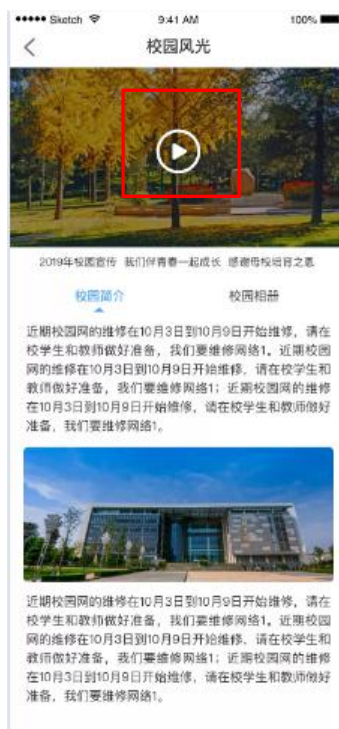 Sketch
9:41 AM
100%
校园风光
2019年校园宣传 我们伴青春一起成长 感谢母校培育之恩
校园简介
校园相册
近期校园网的维修在10月3日到10月9日开始维修，请在
校学生和教师做好准备，我们要维修网络1。近期校园
网的维修在10月3日到10月9日开始维修，请在校学生和
教师做好准备，我们要维修网络1；近期校园网的维修
在10月3日到10月9日开始维修，请在校学生和教师做好
准备，我们要维修网络1。
近期校园网的维修在10月3日到10月9日开始维修，请在
校学生和教师做好准备，我们要维修网络1。近期校园
网的维修在10月3日到10月9日开始维修，请在校学生和
教师做好准备，我们要维修网络1；近期校园网的维修
在10月3日到10月9日开始维修，请在校学生和教师做好
准备，我们要维修网络1。